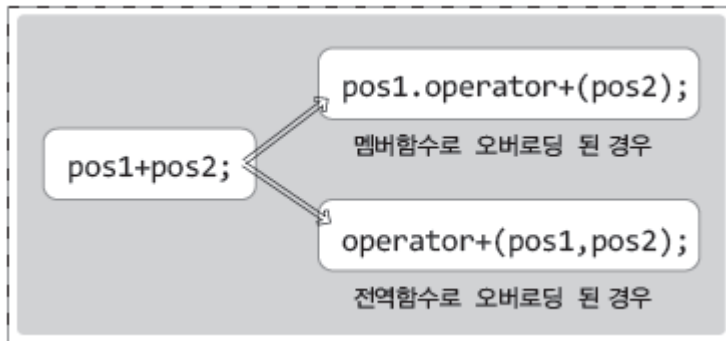 pos1.operator+(pos2);
멤버함수로 오버로딩 된 경우
pos1+pos2;
operator+(pos1,pos2);
전역함수로 오버로딩 된 경우